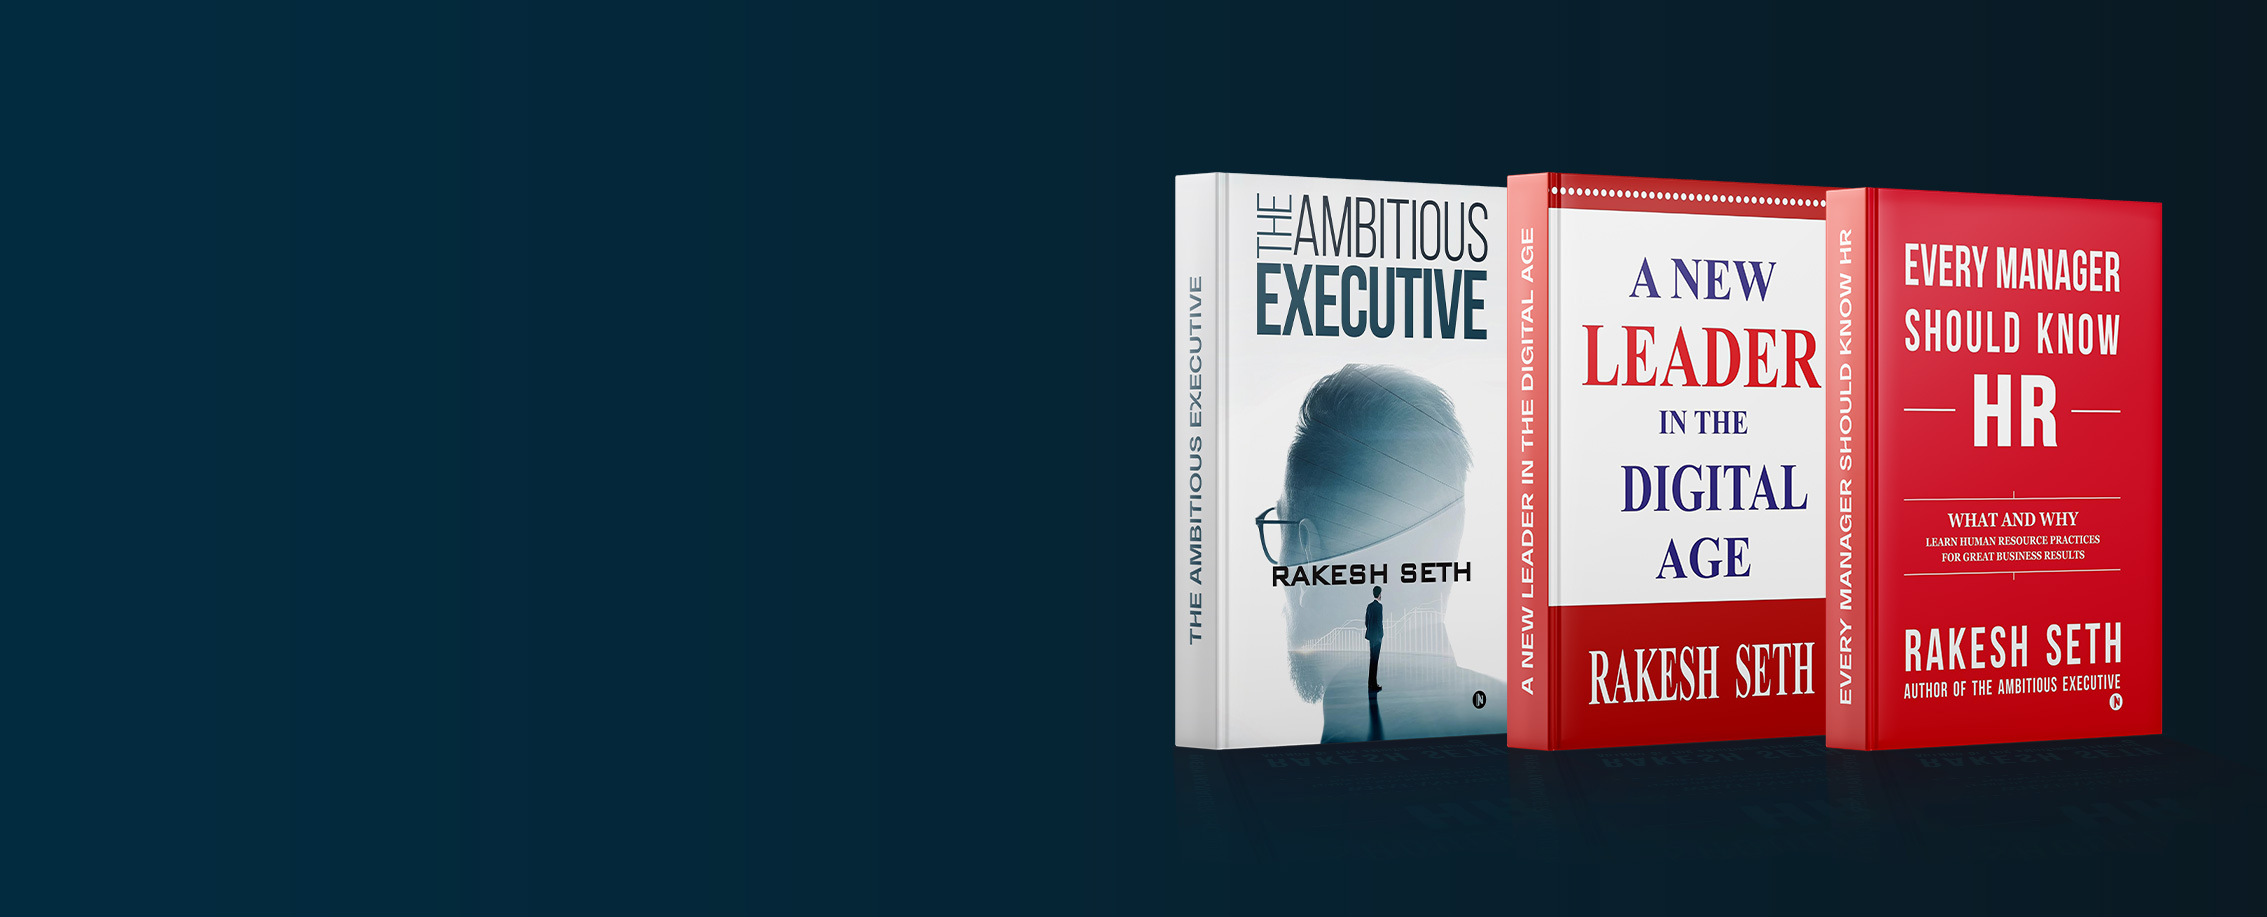 THE AMBITIOUS EXECUTIVE
THE AMBITIOUS
EXECUTIVE
RAKESH SETH
A NEW LEADER IN THE DIGITAL AGE
A NEW
LEADER
IN THE
DIGITAL
AGE
RAKESH SETH
EVERY MANAGER SHOULD KNOW HR
EVERY MANAGER
SHOULD KNOW
HR
WHAT AND WHY
LEARN HUMAN RESOURCE PRACTICES
FOR GREAT BUSINESS RESULTS
RAKESH SETH
AUTHOR OF THE AMBITIOUS EXECUTIVE